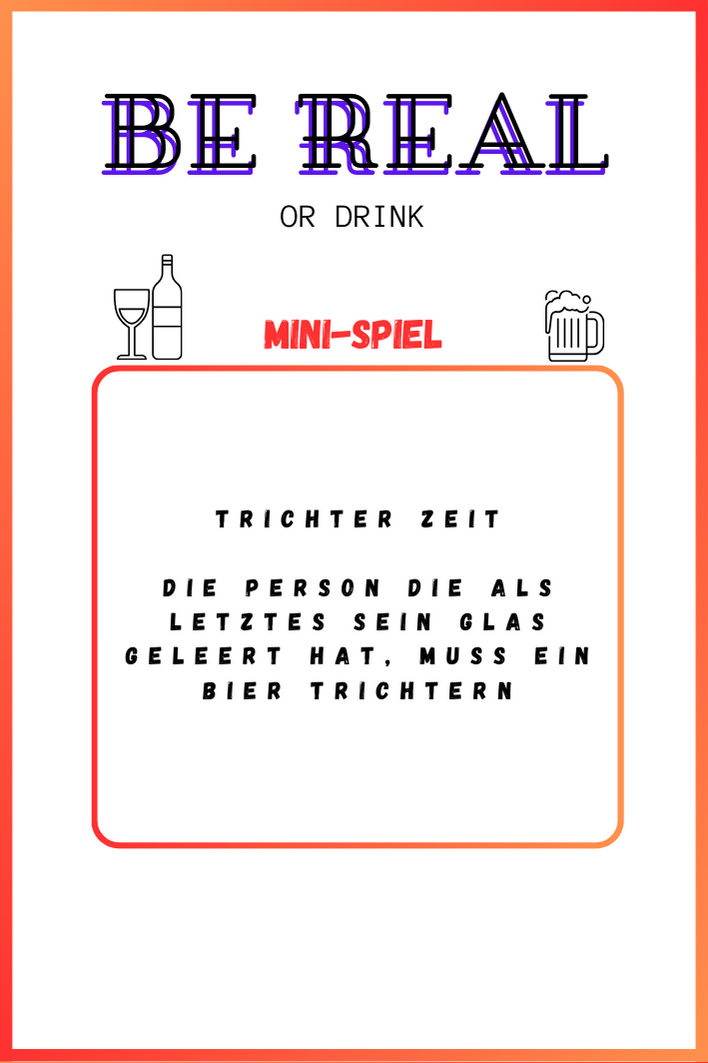 BE REAL
OR DRINK
MINI-SPIEL
TRICHTER ZEIT
DIE PERSON DIE ALS
LETZTES SEIN GLAS
GELEERT HAT, MUSS EIN
BIER TRICHTERN